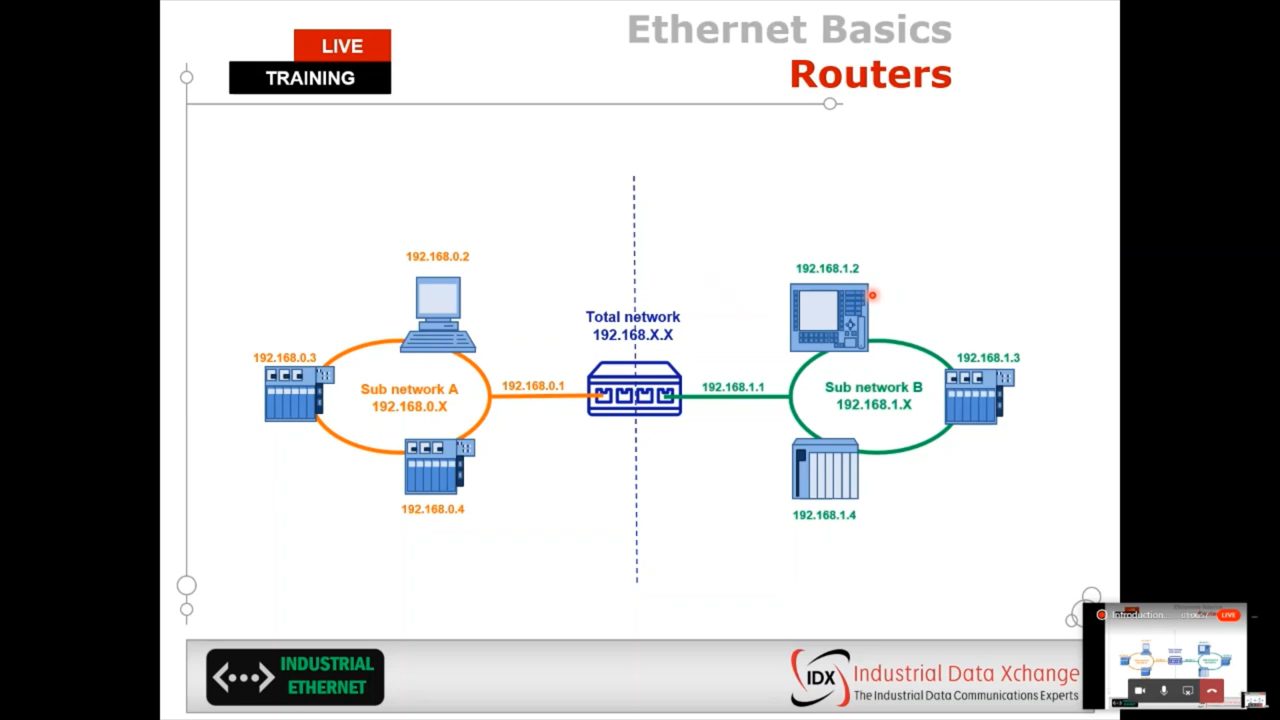 Ethernet Basics
Routers
LIVE
TRAINING
192.168.0.2
192.168.1.2
Total network
192.168.X.X
192.168.0.3
192.168.1.3
Sub network A
192.168.0.X
192.168.0.1
192.168.1.1
Sub network B
192.168.1.X
192.168.0.4
192.168.1.4
INDUSTRIAL
ETHERNET
IDX
Industrial Data Xchange
The Industrial Data Communications Experts
Introduction
LIVE